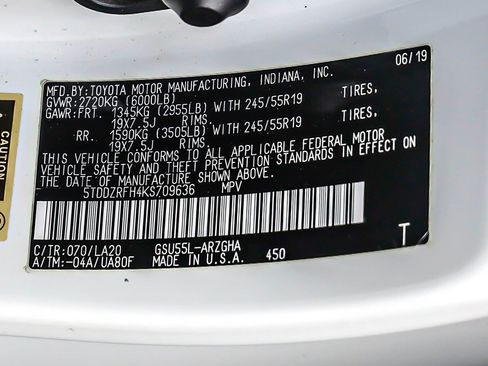 MFD.BY:TOYOTA MOTOR MANUFACTURING, INDIANA, INC. 06/19
GVWR:2720KG (6000LB)
GAWR:FRT. 1345KG (2955LB) WITH 245/55R19 TIRES,
19X7.5J RIMS.
RR. 1590KG (3505LB) WITH 245/55R19 TIRES,
19X7.5J RIMS.
THIS VEHICLE CONFORMS TO ALL APPLICABLE FEDERAL MOTOR
VEHICLE SAFETY AND THEFT PREVENTION STANDARDS IN EFFECT ON
THE DATE OF MANUFACTURE SHOWN ABOVE.
5TDDZRFH4KS709636 MPV
C/TR:070/LA20 GSU55L-ARZGHA T
A/TM:-04A/UA80F MADE IN U.S.A. 450
CAUTION